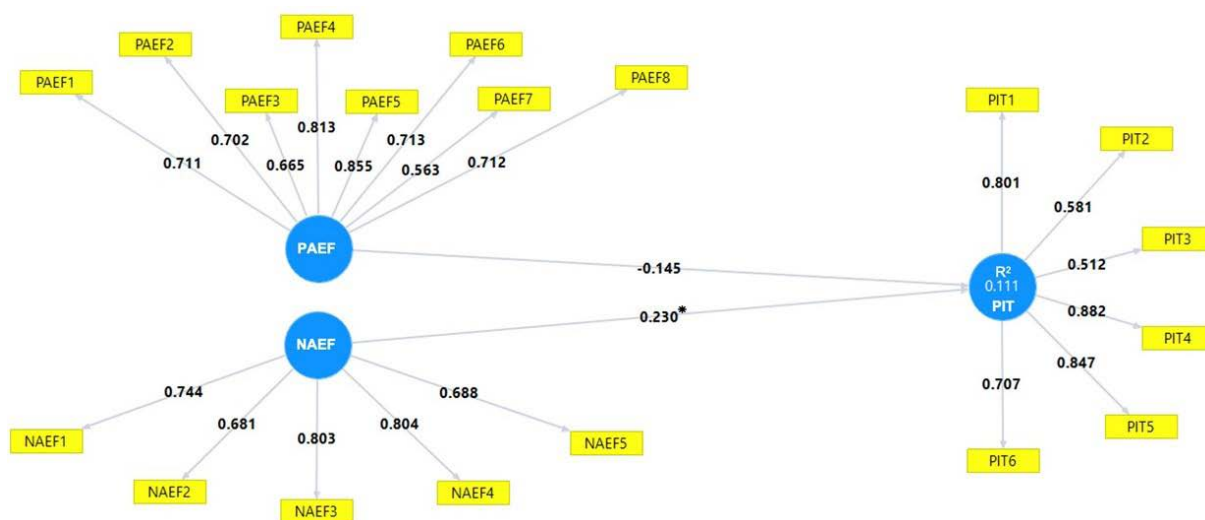 PAEF4
PAEF2
PAEF6
PAEF1
PAEF8
PAEF3
PAEF5
PAEF7
PIT1
0.813
0.702
0.713
0.711
0.665
0.855
0.563
0.712
PIT2
0.801
0.581
PAEF
PIT3
-0.145
0.512
R²
0.111
PIT
0.230*
0.882
PIT4
NAEF
0.847
0.744
0.688
0.707
0.681
0.803
0.804
PIT5
NAEF1
NAEF5
PIT6
NAEF2
NAEF4
NAEF3